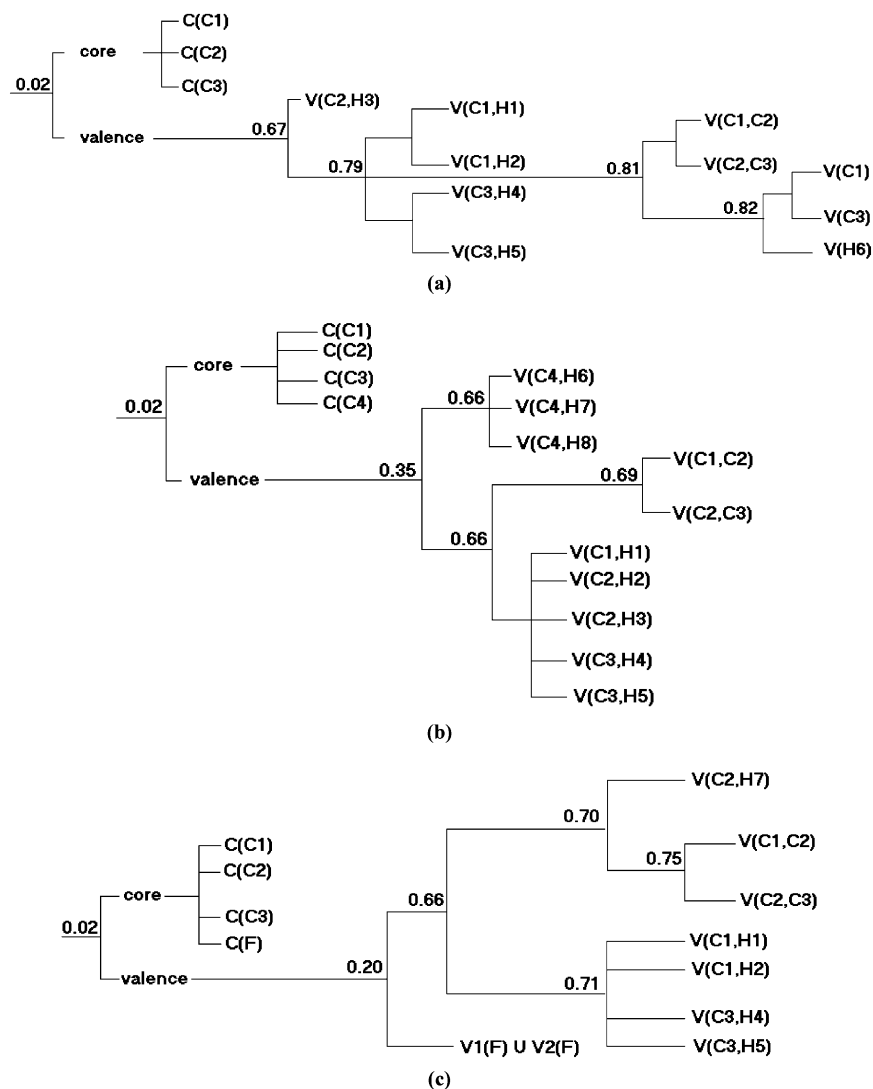 C(C1)
core
C(C2)
0.02
C(C3)
V(C2,H3)
V(C1,H1)
V(C1,C2)
valence
0.67
V(C1,H2)
0.79
0.81
V(C2,C3)
V(C1)
V(C3,H4)
0.82
V(C3)
V(C3,H5)
V(H6)
(a)
C(C1)
C(C2)
core
C(C3)
C(C4)
0.02
V(C4,H6)
0.66
V(C4,H7)
V(C4,H8)
V(C1,C2)
valence
0.35
0.69
V(C2,C3)
0.66
V(C1,H1)
V(C2,H2)
V(C2,H3)
V(C3,H4)
V(C3,H5)
(b)
V(C2,H7)
0.70
C(C1)
V(C1,C2)
C(C2)
0.75
core
0.66
V(C2,C3)
C(C3)
0.02
C(F)
V(C1,H1)
valence
0.20
0.71
V(C1,H2)
V(C3,H4)
V1(F) U V2(F)
V(C3,H5)
(c)